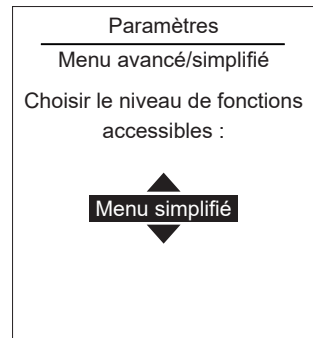 Paramètres
Menu avancé/simplifié
Choisir le niveau de fonctions
accessibles :
Menu simplifié